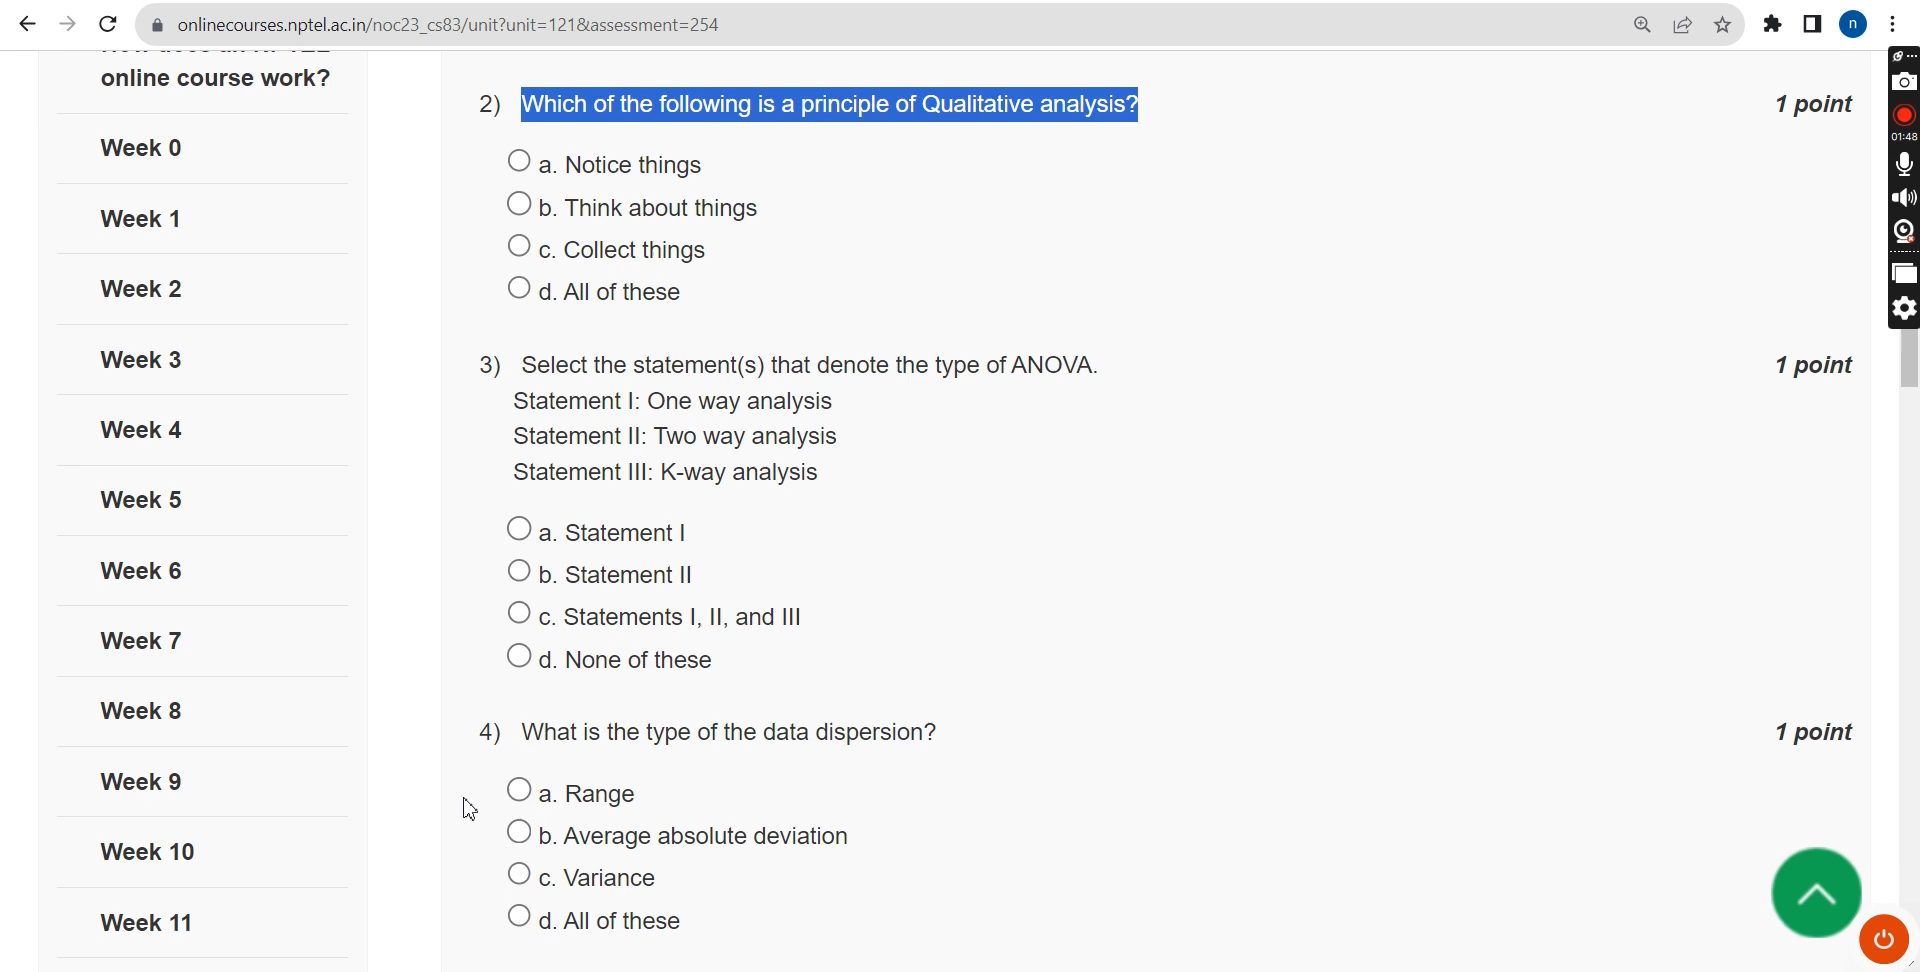 onlinecourses.nptel.ac.in/noc23_cs83/unit?unit=121&assessment=254
n
01:48
online course work?
Week 0
Week 1
Week 2
Week 3
Week 4
Week 5
Week 6
Week 7
Week 8
Week 9
Week 10
Week 11
2) Which of the following is a principle of Qualitative analysis? 1 point
a. Notice things
b. Think about things
c. Collect things
d. All of these
3) Select the statement(s) that denote the type of ANOVA. 1 point
Statement I: One way analysis
Statement II: Two way analysis
Statement III: K-way analysis
a. Statement I
b. Statement II
c. Statements I, II, and III
d. None of these
4) What is the type of the data dispersion? 1 point
a. Range
b. Average absolute deviation
c. Variance
d. All of these